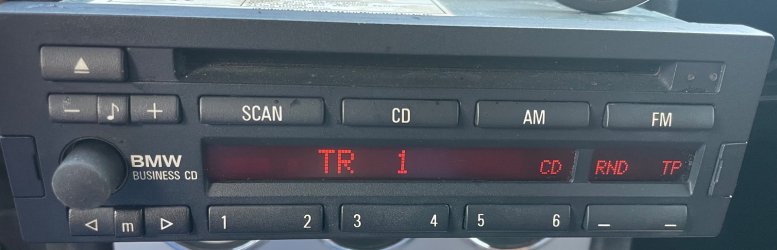 SCAN CD AM FM
BMW
BUSINESS CD
TR 1 CD RND TP
m 1 2 3 4 5 6